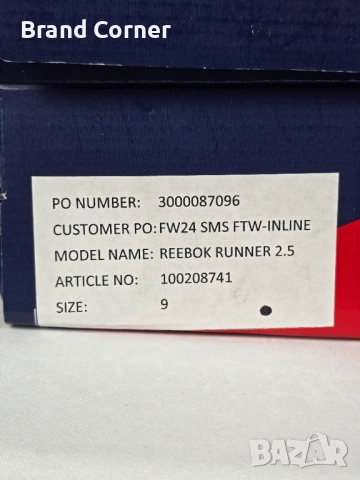 Brand Corner
PO NUMBER: 3000087096
CUSTOMER PO: FW24 SMS FTW-INLINE
MODEL NAME: REEBOK RUNNER 2.5
ARTICLE NO: 100208741
SIZE: 9
BAZAR.BG